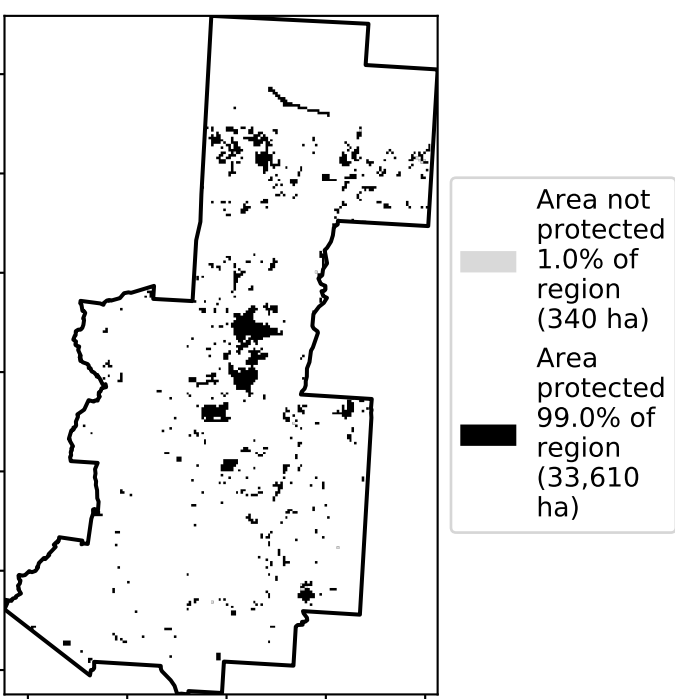 Area not
protected
1.0% of
region
(340 ha)
Area
protected
99.0% of
region
(33,610
ha)